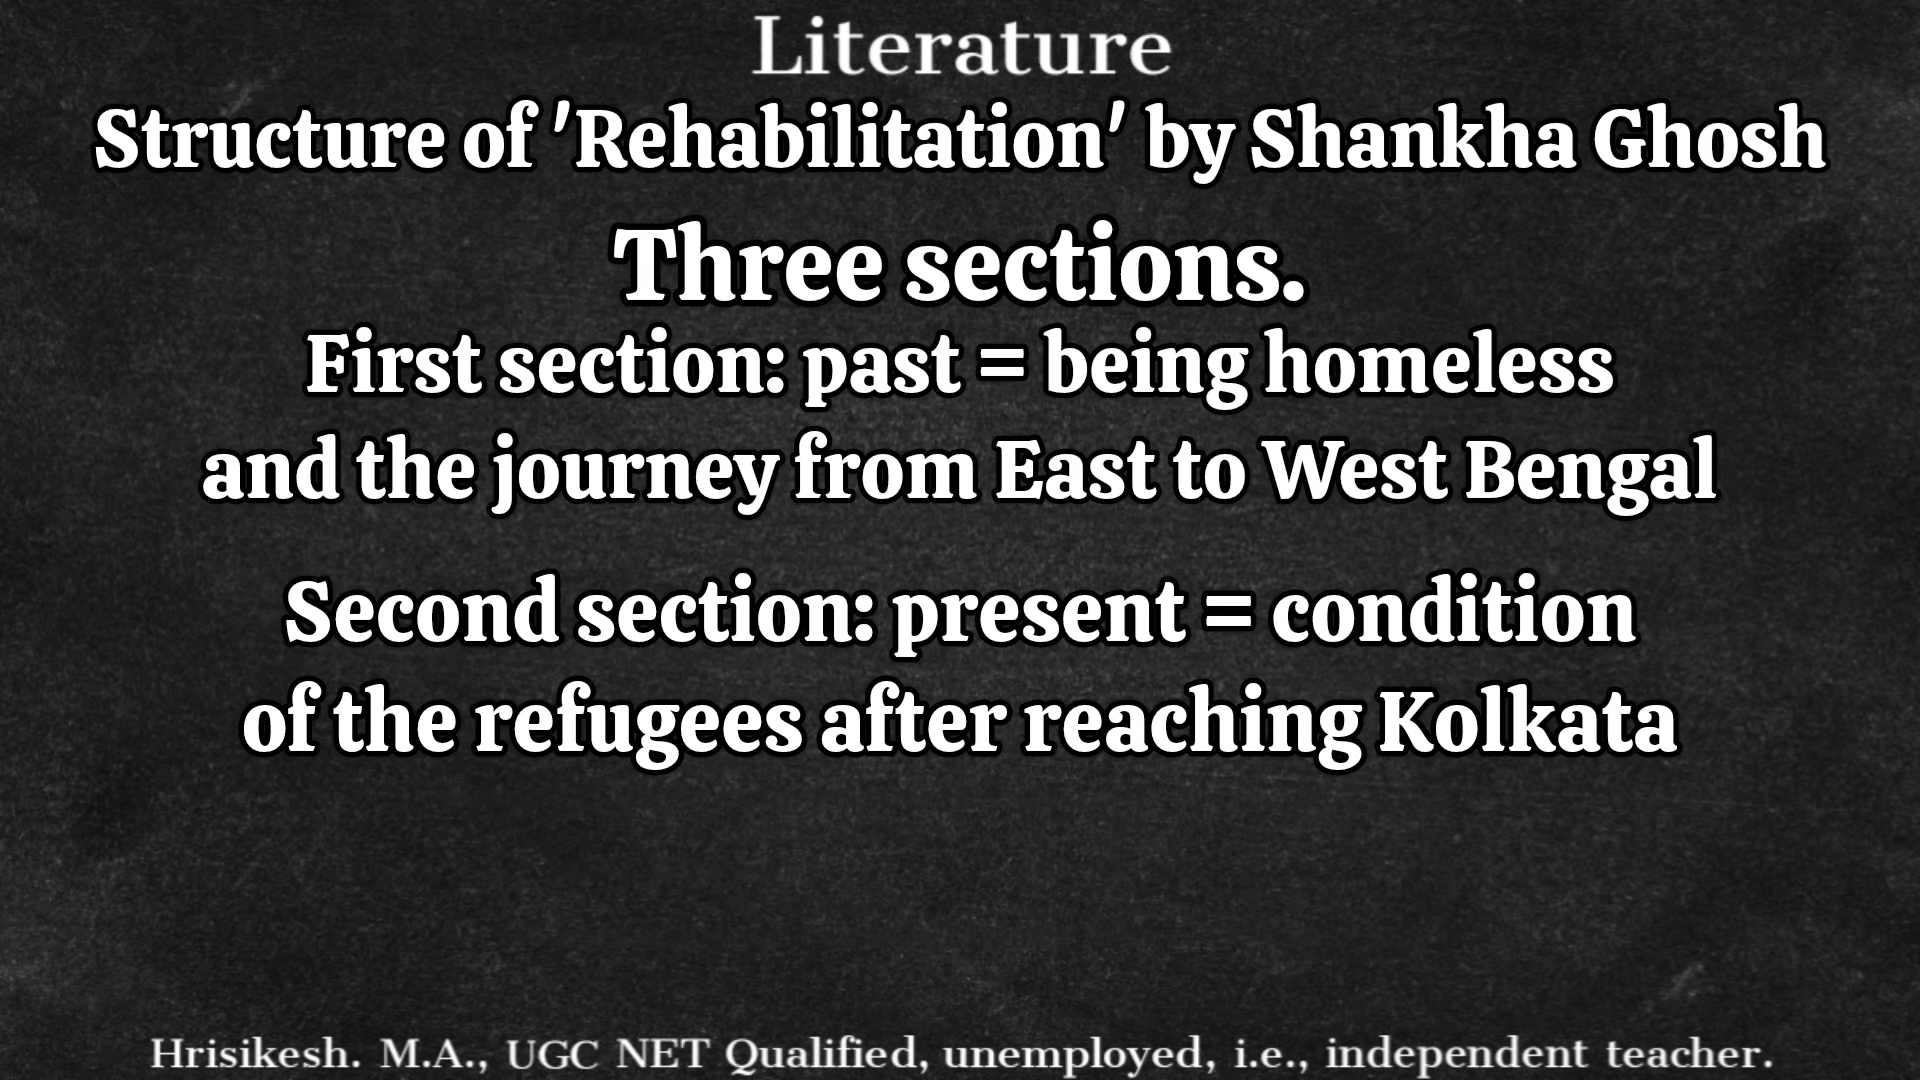 Literature
Structure of 'Rehabilitation' by Shankha Ghosh
Three sections.
First section: past = being homeless
and the journey from East to West Bengal
Second section: present = condition
of the refugees after reaching Kolkata
Hrisikesh. M.A., UGC NET Qualified, unemployed, i.e., independent teacher.